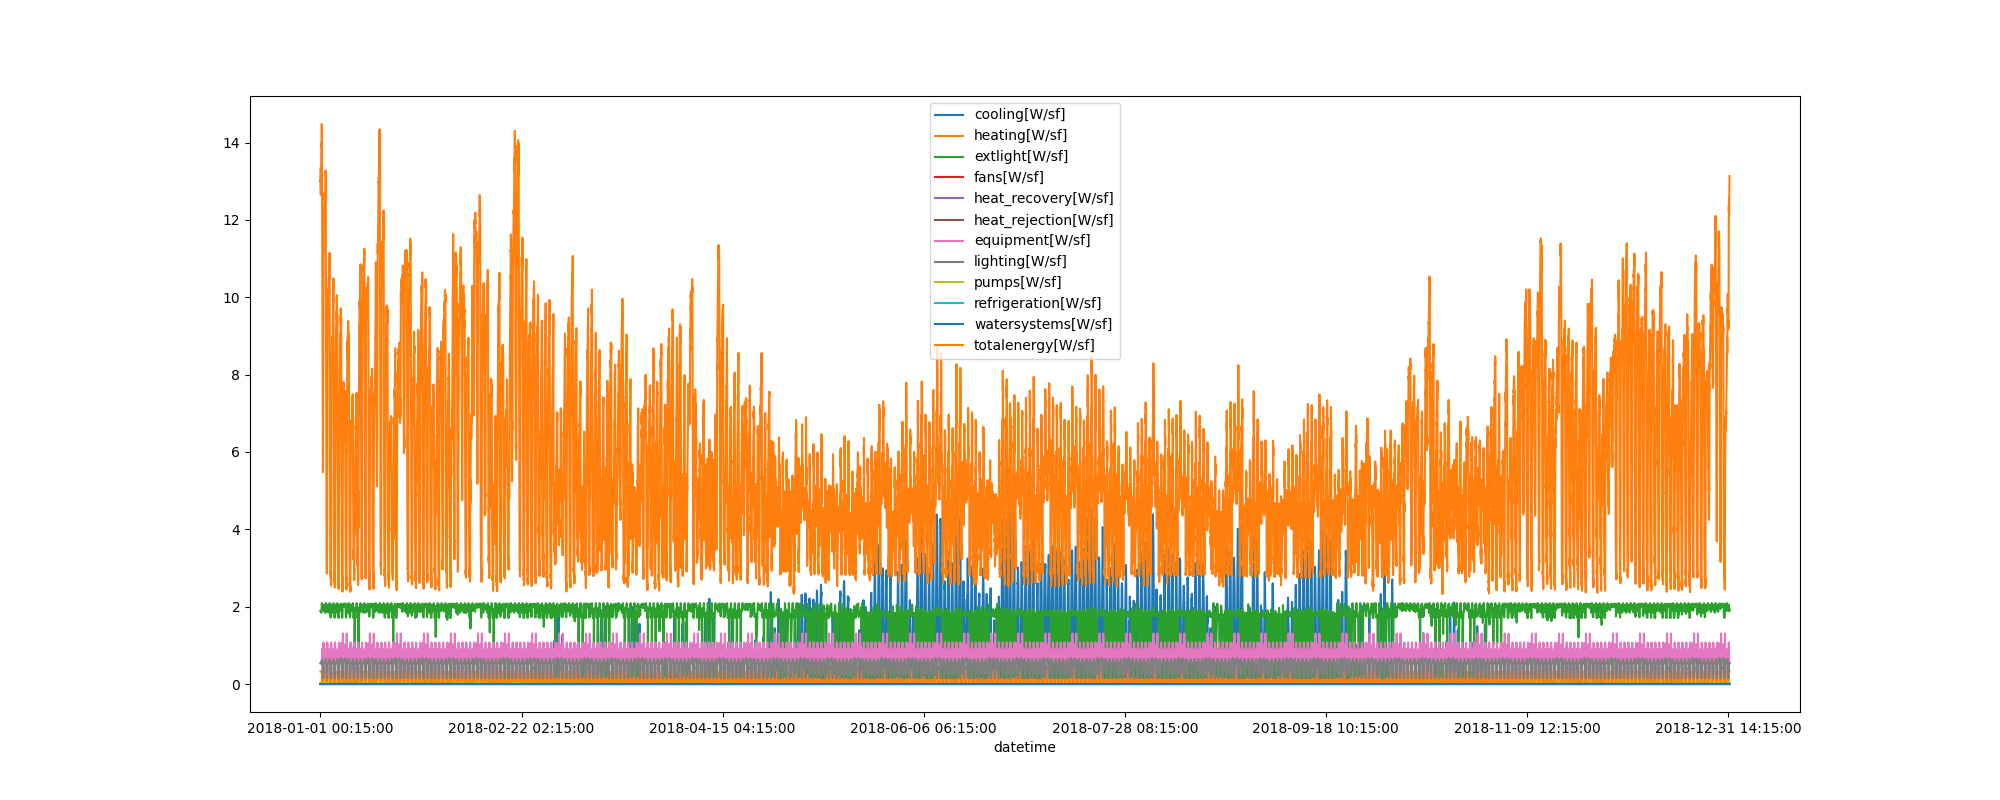 14
12
10
8
6
4
2
0
cooling[W/sf]
heating[W/sf]
extlight[W/sf]
fans[W/sf]
heat_recovery[W/sf]
heat_rejection[W/sf]
equipment[W/sf]
lighting[W/sf]
pumps[W/sf]
refrigeration[W/sf]
watersystems[W/sf]
totalenergy[W/sf]
2018-01-01 00:15:00 2018-02-22 02:15:00 2018-04-15 04:15:00 2018-06-06 06:15:00 2018-07-28 08:15:00 2018-09-18 10:15:00 2018-11-09 12:15:00 2018-12-31 14:15:00
datetime